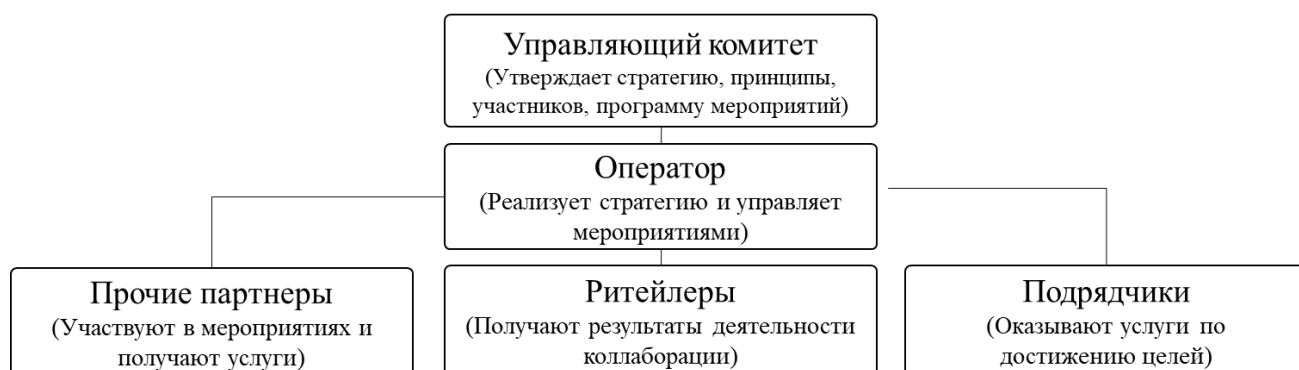 Управляющий комитет
(Утверждает стратегию, принципы,
участников, программу мероприятий)
Оператор
(Реализует стратегию и управляет
мероприятиями)
Прочие партнеры
(Участвуют в мероприятиях и
получают услуги)
Ритейлеры
(Получают результаты деятельности
коллаборации)
Подрядчики
(Оказывают услуги по
достижению целей)